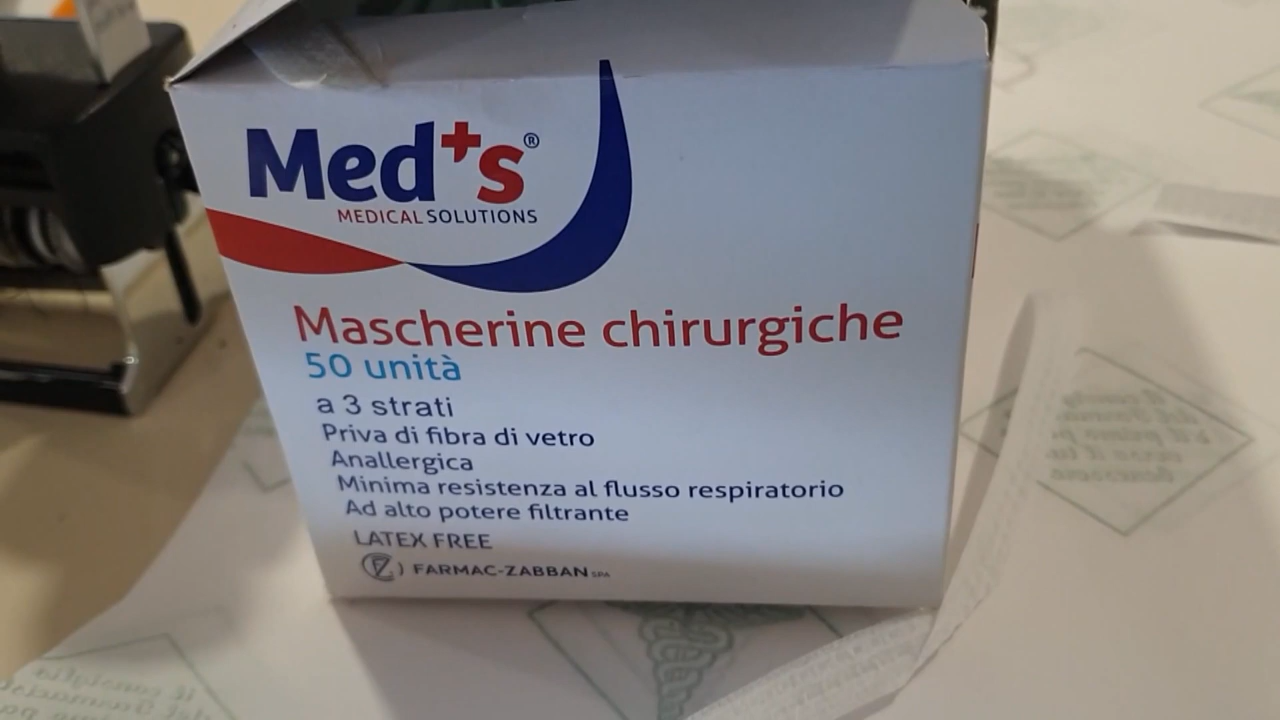 Med+s®
MEDICAL SOLUTIONS
Mascherine chirurgiche
50 unità
a 3 strati
Priva di fibra di vetro
Anallergica
Minima resistenza al flusso respiratorio
Ad alto potere filtrante
LATEX FREE
FARMAC-ZABBAN SPA